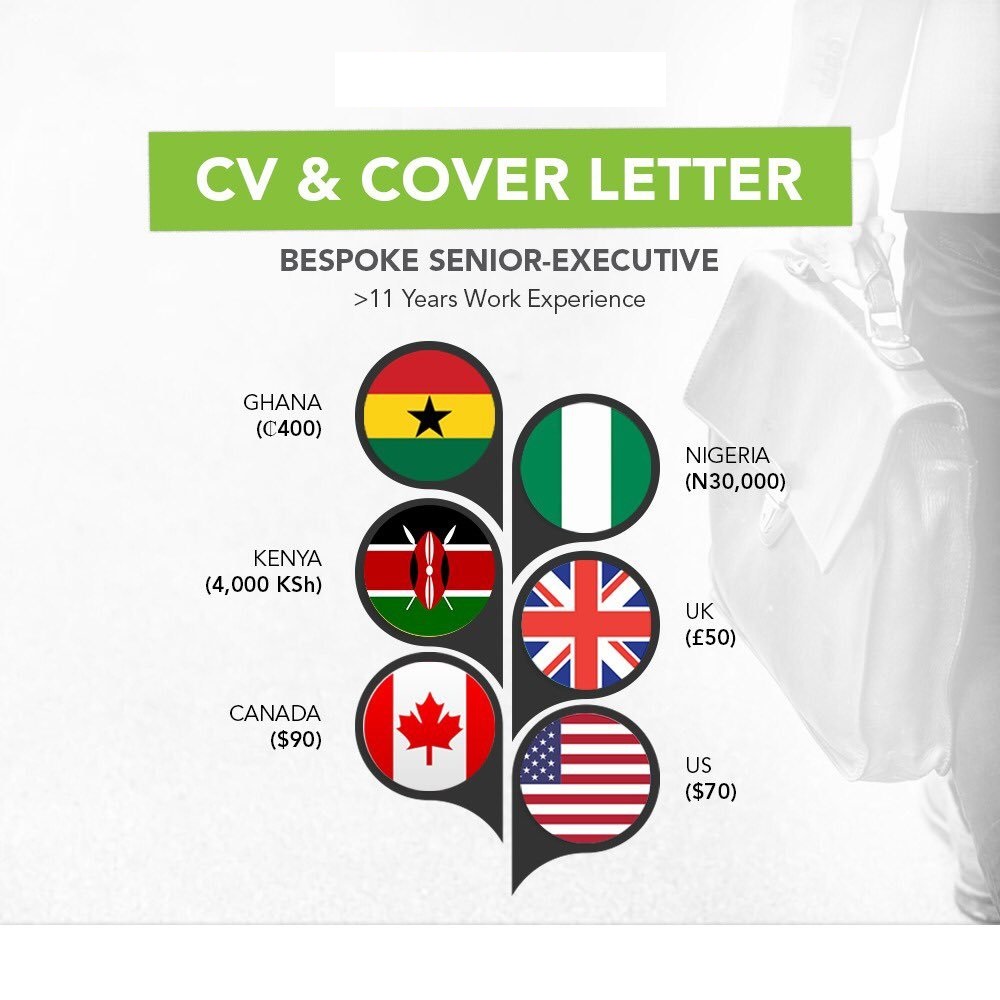 CV & COVER LETTER
BESPOKE SENIOR-EXECUTIVE
>11 Years Work Experience
GHANA
(₵400)
NIGERIA
(N30,000)
KENYA
(4,000 KSh)
UK
(£50)
CANADA
($90)
US
($70)